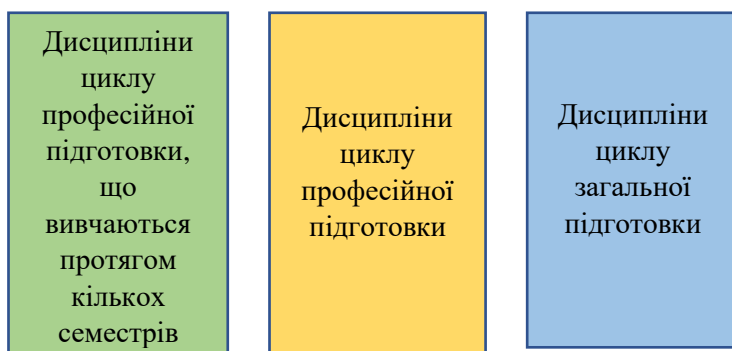 Дисципліни
циклу
професійної
підготовки,
що
вивчаються
протягом
кількох
семестрів
Дисципліни
циклу
професійної
підготовки
Дисципліни
циклу
загальної
підготовки